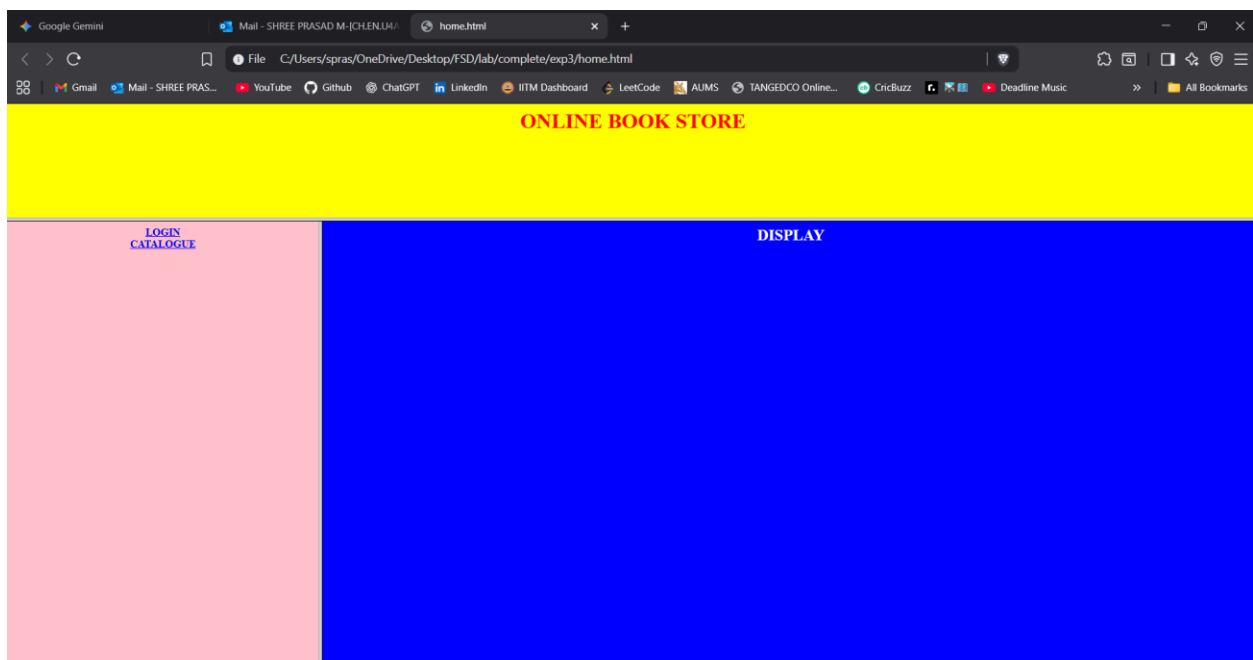 Google Gemini
Mail - SHREE PRASAD M-[CH.EN.U4A
home.html
File C:/Users/spras/OneDrive/Desktop/FSD/lab/complete/exp3/home.html
Gmail Mail - SHREE PRAS... YouTube Github ChatGPT LinkedIn IITM Dashboard LeetCode AUMS TANGEDCO Online... CricBuzz r. Deadline Music » All Bookmarks
ONLINE BOOK STORE
LOGIN
CATALOGUE
DISPLAY